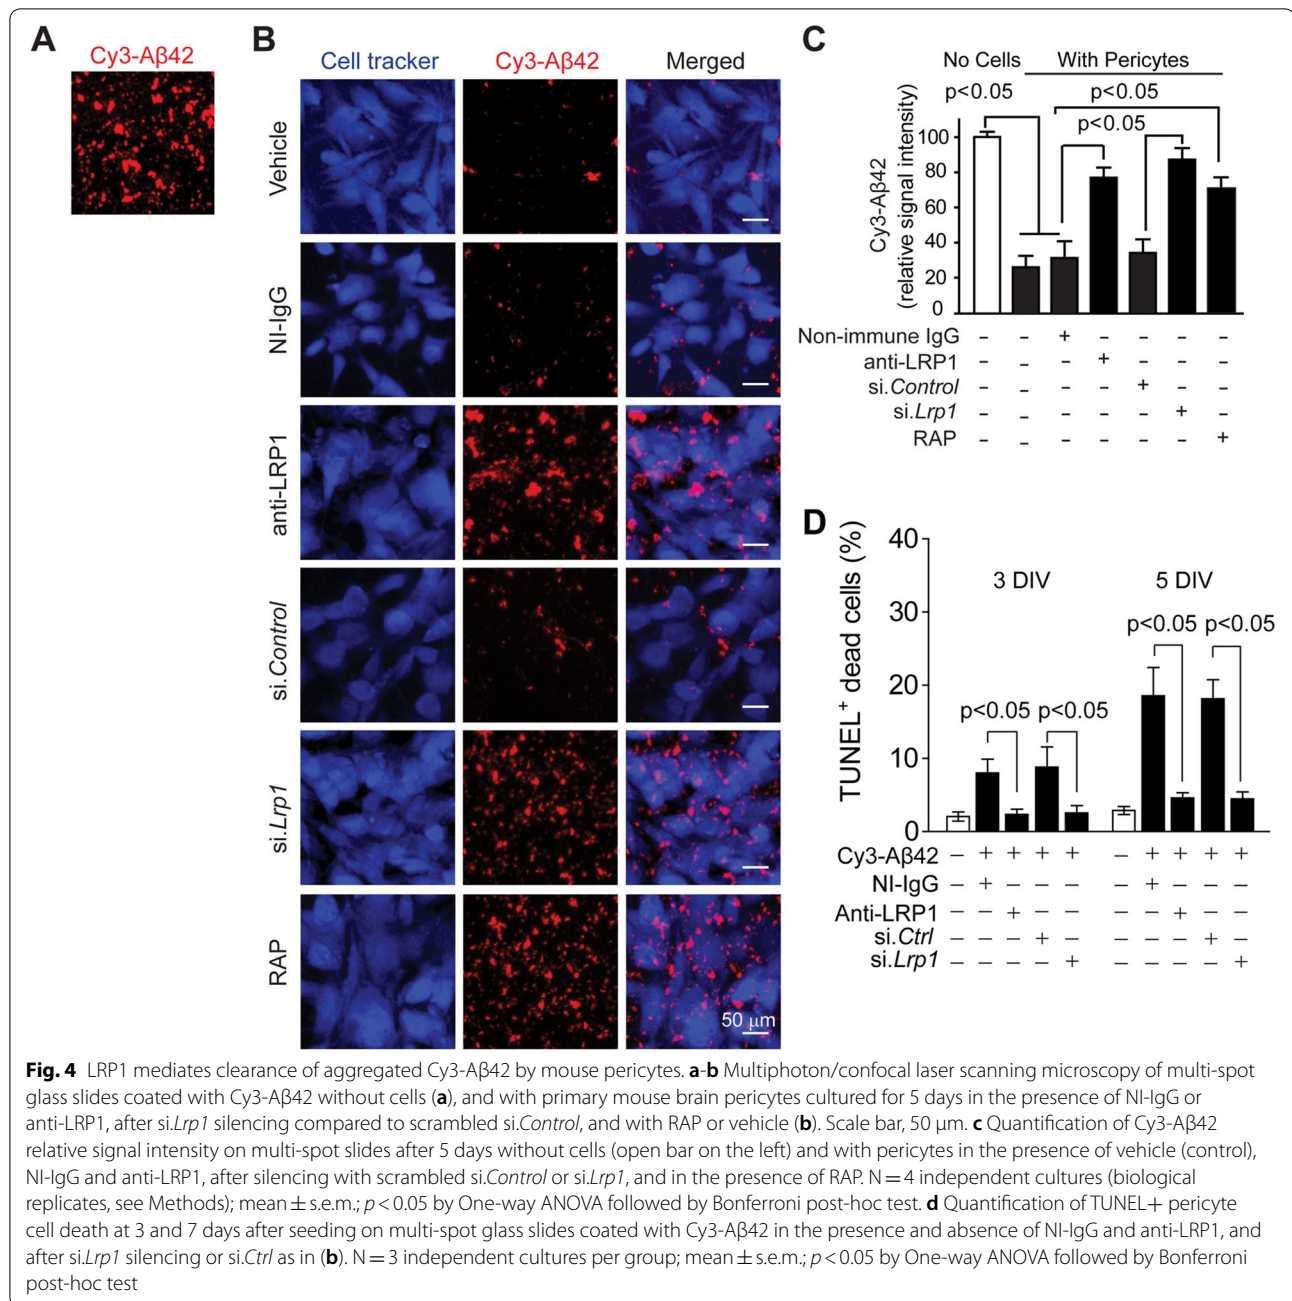 A
Cy3-Aβ42
B
Cell tracker Cy3-Aβ42 Merged
Vehicle
NI-IgG
anti-LRP1
si.Control
si.Lrp1
RAP
50 μm
C
No Cells With Pericytes
p<0.05 p<0.05
p<0.05
Cy3-Aβ42
(relative signal intensity)
100
80
60
40
20
0
Non-immune IgG – – + – – – –
anti-LRP1 – – – + – – –
si.Control – – – – + – –
si.Lrp1 – – – – – + –
RAP – – – – – – +
D
TUNEL+ dead cells (%)
40
30
20
10
0
3 DIV 5 DIV
p<0.05 p<0.05
p<0.05 p<0.05
Cy3-Aβ42 – + + + + – + + + +
NI-IgG – + – – – – + – – –
Anti-LRP1 – – + – – – – + – –
si.Ctrl – – – + – – – – + –
si.Lrp1 – – – – + – – – – +
Fig. 4 LRP1 mediates clearance of aggregated Cy3-Aβ42 by mouse pericytes. a-b Multiphoton/confocal laser scanning microscopy of multi-spot
glass slides coated with Cy3-Aβ42 without cells (a), and with primary mouse brain pericytes cultured for 5 days in the presence of NI-IgG or
anti-LRP1, after si.Lrp1 silencing compared to scrambled si.Control, and with RAP or vehicle (b). Scale bar, 50 μm. c Quantification of Cy3-Aβ42
relative signal intensity on multi-spot slides after 5 days without cells (open bar on the left) and with pericytes in the presence of vehicle (control),
NI-IgG and anti-LRP1, after silencing with scrambled si.Control or si.Lrp1, and in the presence of RAP. N = 4 independent cultures (biological
replicates, see Methods); mean ± s.e.m.; p < 0.05 by One-way ANOVA followed by Bonferroni post-hoc test. d Quantification of TUNEL+ pericyte
cell death at 3 and 7 days after seeding on multi-spot glass slides coated with Cy3-Aβ42 in the presence and absence of NI-IgG and anti-LRP1, and
after si.Lrp1 silencing or si.Ctrl as in (b). N = 3 independent cultures per group; mean ± s.e.m.; p < 0.05 by One-way ANOVA followed by Bonferroni
post-hoc test